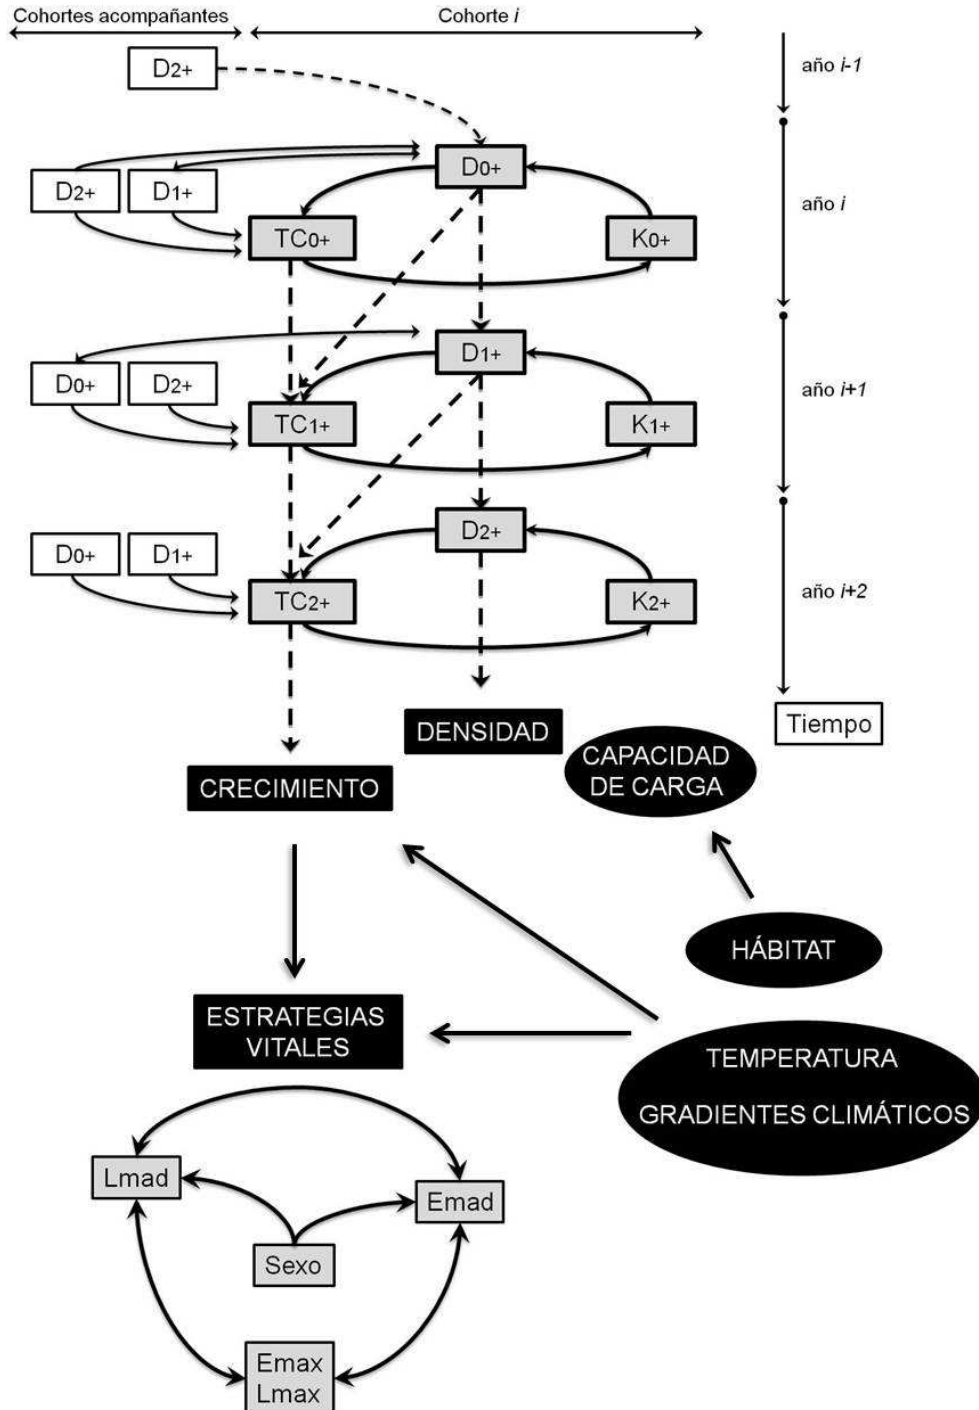 Cohortes acompañantes
Cohorte i
D2+
año i-1
D0+
D2+
D1+
año i
TC0+
K0+
D1+
D0+
D2+
año i+1
TC1+
K1+
D2+
D0+
D1+
año i+2
TC2+
K2+
Tiempo
DENSIDAD
CAPACIDAD
DE CARGA
CRECIMIENTO
HÁBITAT
ESTRATEGIAS
VITALES
TEMPERATURA
GRADIENTES CLIMÁTICOS
Lmad
Emad
Sexo
Emax
Lmax